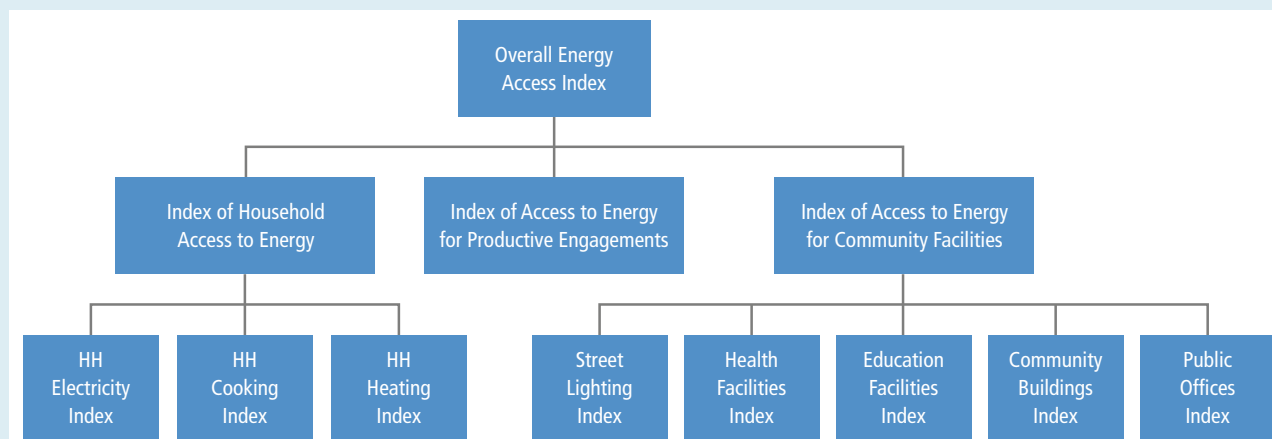 Overall Energy
Access Index
Index of Household
Access to Energy
Index of Access to Energy
for Productive Engagements
Index of Access to Energy
for Community Facilities
HH
Electricity
Index
HH
Cooking
Index
HH
Heating
Index
Street
Lighting
Index
Health
Facilities
Index
Education
Facilities
Index
Community
Buildings
Index
Public
Offices
Index